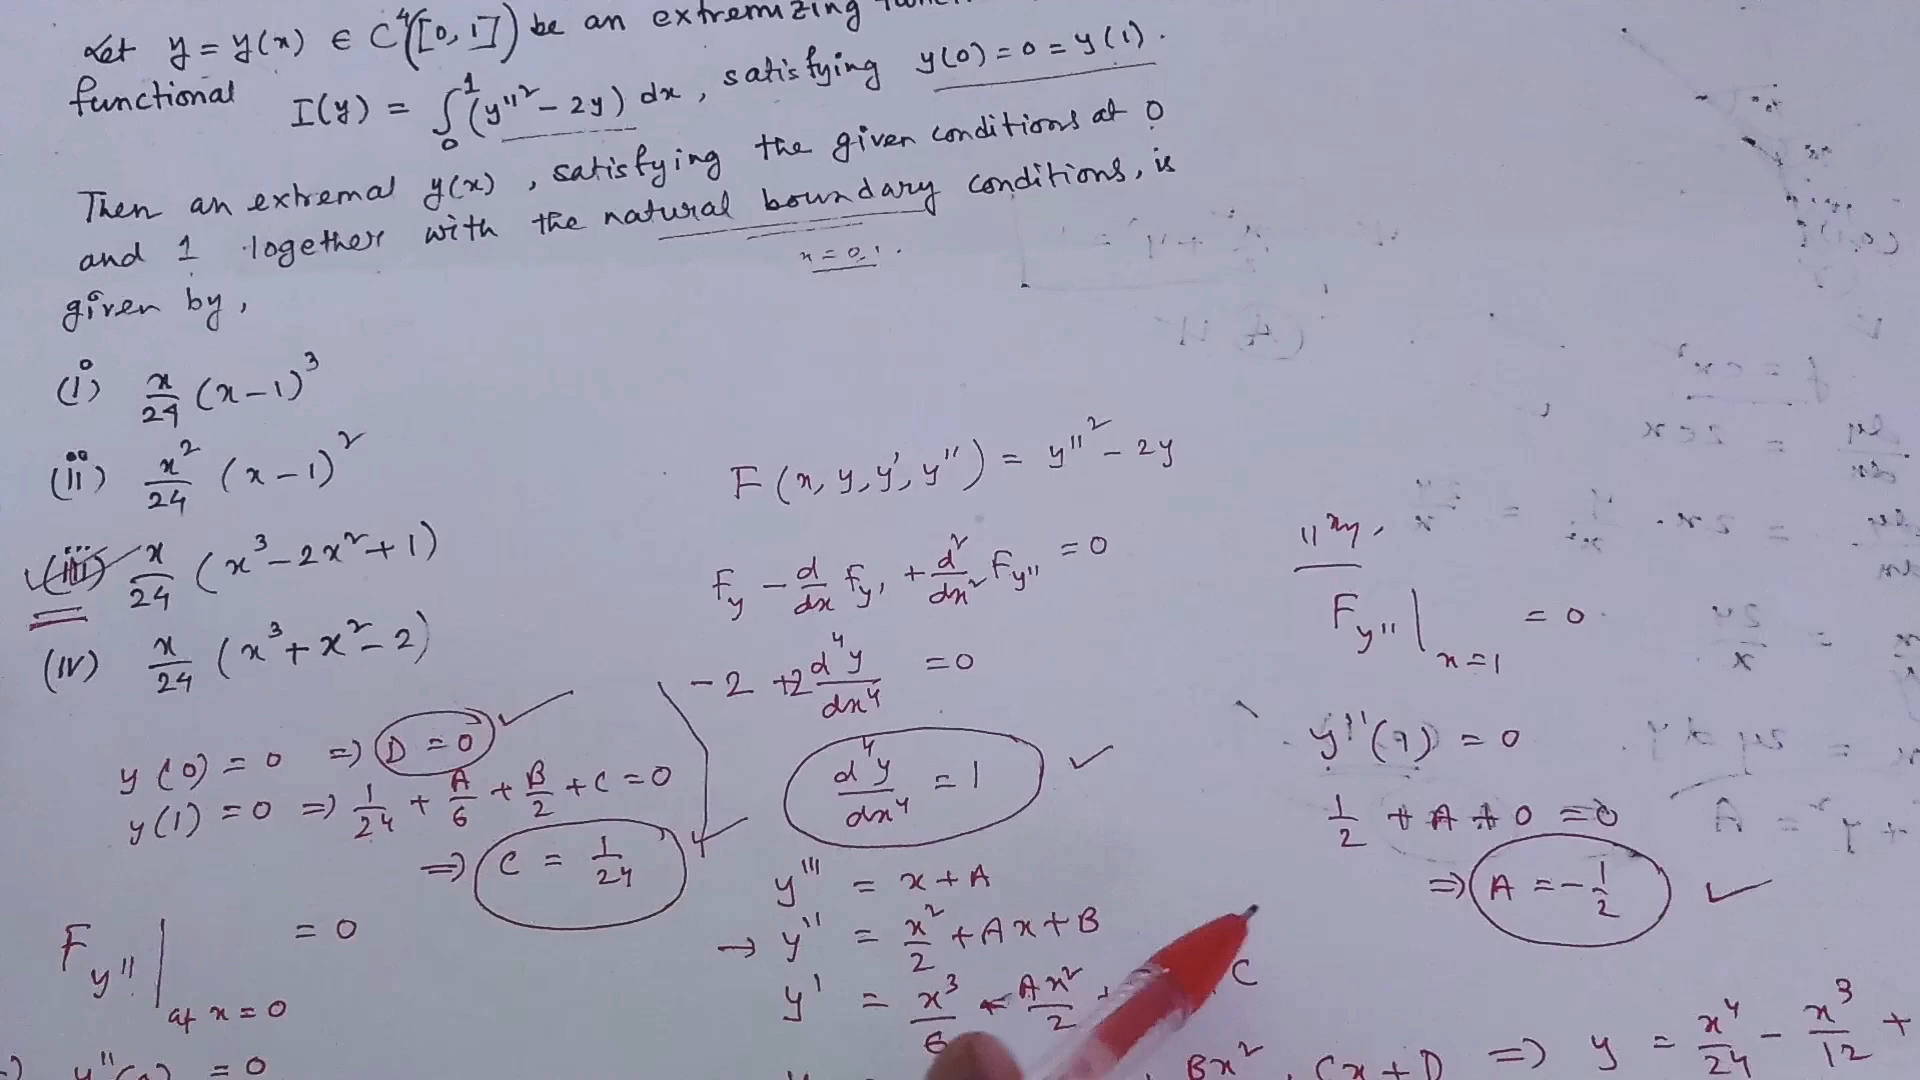 Let y = y(x) ∈ C⁴([0,1]) be an extremizing
functional I(y) = ∫₀¹ (y''² - 2y) dx, satisfying y(0) = 0 = y(1).
Then an extremal y(x), satisfying the given conditions at 0
and 1 together with the natural boundary conditions, is
x = 0, 1.
given by,
(i) x/24 (x-1)³
(ii) x²/24 (x-1)²
(iii) x/24 (x³ - 2x² + 1)
(iv) x/24 (x³ + x² - 2)
y(0) = 0 ⇒ D = 0
y(1) = 0 ⇒ 1/24 + A/6 + B/2 + C = 0
⇒ C = 1/24
F_y'' | at x = 0 = 0
y''(0) = 0
F(x, y, y', y'') = y''² - 2y
F_y - d/dx F_y' + d²/dx² F_y'' = 0
-2 + 2 d⁴y/dx⁴ = 0
d⁴y/dx⁴ = 1
y''' = x + A
→ y'' = x²/2 + Ax + B
y' = x³/6 + Ax²/2 + C
Bx² Cx + D ⇒ y = x⁴/24 - x³/12 +
||ly,
F_y'' | x=1 = 0
y''(1) = 0
1/2 + A + 0 = 0
⇒ A = -1/2